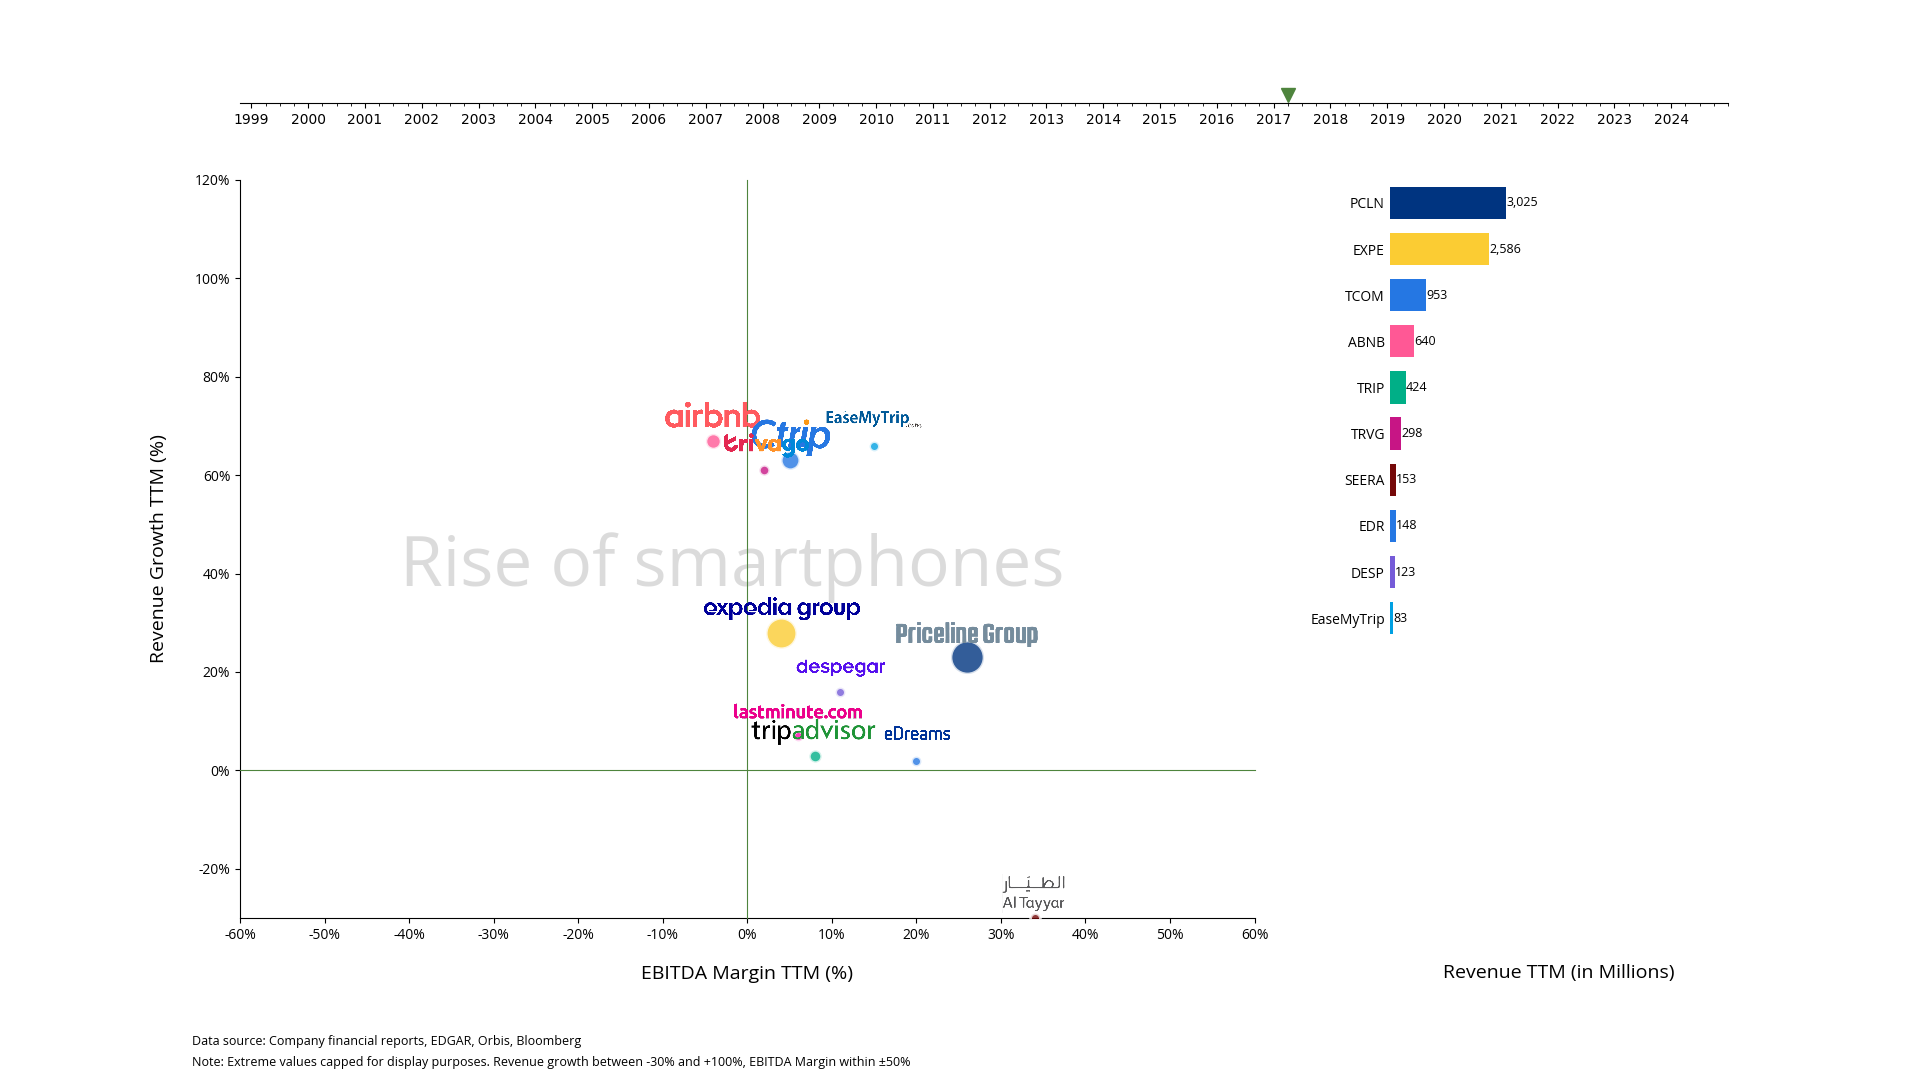 1999 2000 2001 2002 2003 2004 2005 2006 2007 2008 2009 2010 2011 2012 2013 2014 2015 2016 2017 2018 2019 2020 2021 2022 2023 2024
120%
100%
80%
60%
40%
20%
0%
-20%
Revenue Growth TTM (%)
airbnb
Ctrip
trivago
EaseMyTrip
Rise of smartphones
expedia group
Priceline Group
despegar
lastminute.com
tripadvisor
eDreams
الطيّار
Al Tayyar
-60% -50% -40% -30% -20% -10% 0% 10% 20% 30% 40% 50% 60%
EBITDA Margin TTM (%)
PCLN 3,025
EXPE 2,586
TCOM 953
ABNB 640
TRIP 424
TRVG 298
SEERA 153
EDR 148
DESP 123
EaseMyTrip 83
Revenue TTM (in Millions)
Data source: Company financial reports, EDGAR, Orbis, Bloomberg
Note: Extreme values capped for display purposes. Revenue growth between -30% and +100%, EBITDA Margin within ±50%